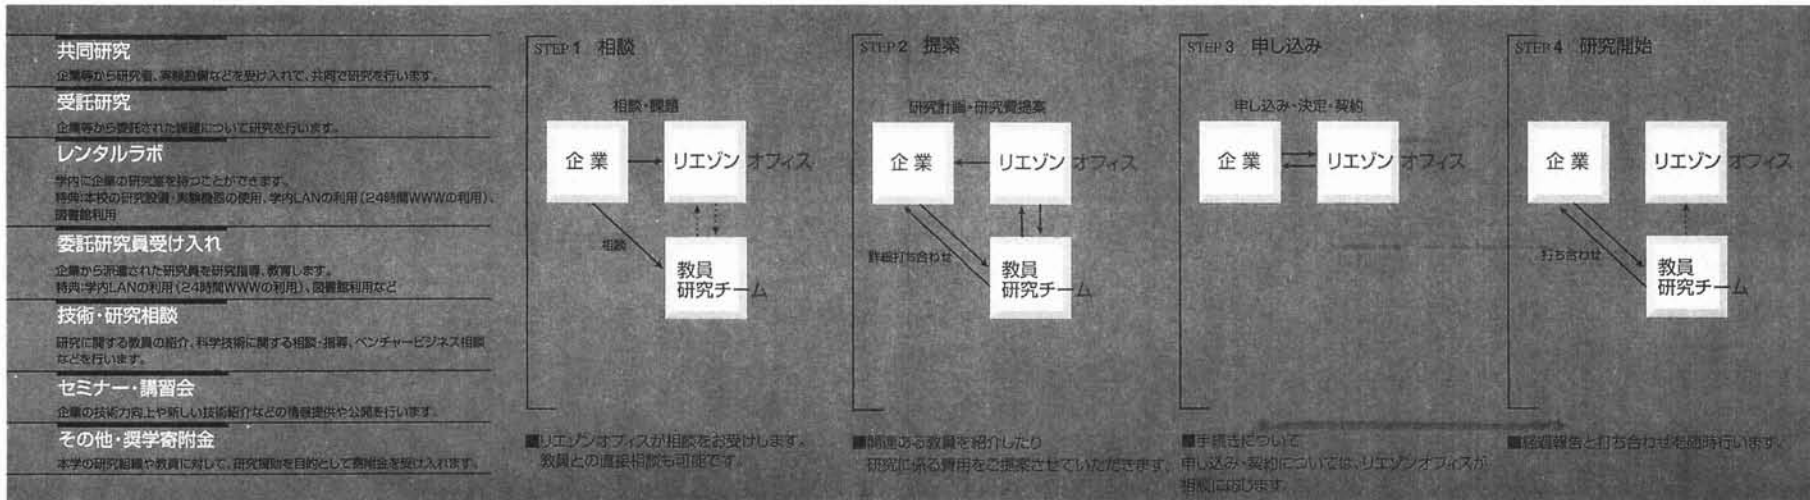 共同研究
企業等から研究者、実験設備などを受け入れて、共同で研究を行います。
受託研究
企業等から委託された課題について研究を行います。
レンタルラボ
学内に企業の研究室を持つことができます。
特典:本校の研究設備・実験機器の使用、学内LANの利用(24時間WWWの利用)、
図書館利用
委託研究員受け入れ
企業から派遣された研究員を研究指導、教育します。
特典:学内LANの利用(24時間WWWの利用)、図書館利用など
技術・研究相談
研究に関する教員の紹介、科学技術に関する相談・指導、ベンチャービジネス相談
などを行います。
セミナー・講習会
企業の技術力向上や新しい技術紹介などの情報提供や公開を行います。
その他・奨学寄附金
本学の研究組織や教員に対して、研究援助を目的として寄附金を受け入れます。
STEP 1 相談
相談・課題
企業
リエゾンオフィス
相談
教員
研究チーム
■リエゾンオフィスが相談をお受けします。
教員との直接相談も可能です。
STEP 2 提案
研究計画・研究費提案
企業
リエゾンオフィス
詳細打ち合わせ
教員
研究チーム
■関連ある教員を紹介したり
研究に係る費用をご提案させていただきます。
STEP 3 申し込み
申し込み・決定・契約
企業
リエゾンオフィス
■手続きについて
申し込み・契約については、リエゾンオフィスが
相談に応じます。
STEP 4 研究開始
企業
リエゾンオフィス
打ち合わせ
教員
研究チーム
■経過報告と打ち合わせを随時行います。